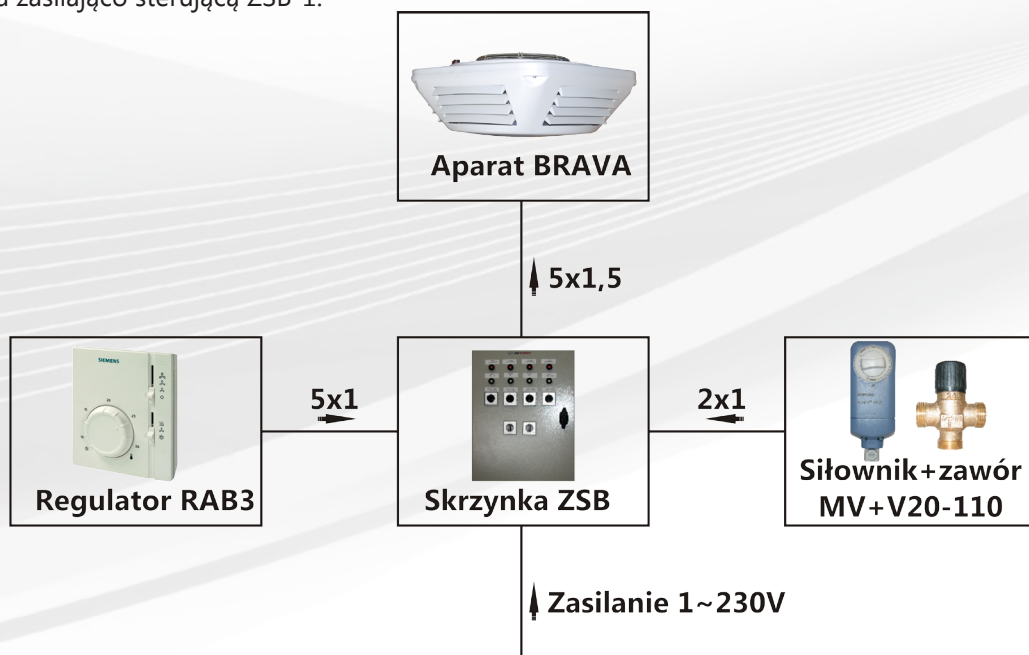 zasilająco sterującą ZSB-1.
Aparat BRAVA
5x1,5
SIEMENS
5x1
2x1
Regulator RAB3
Skrzynka ZSB
Siłownik+zawór
MV+V20-110
Zasilanie 1~230V